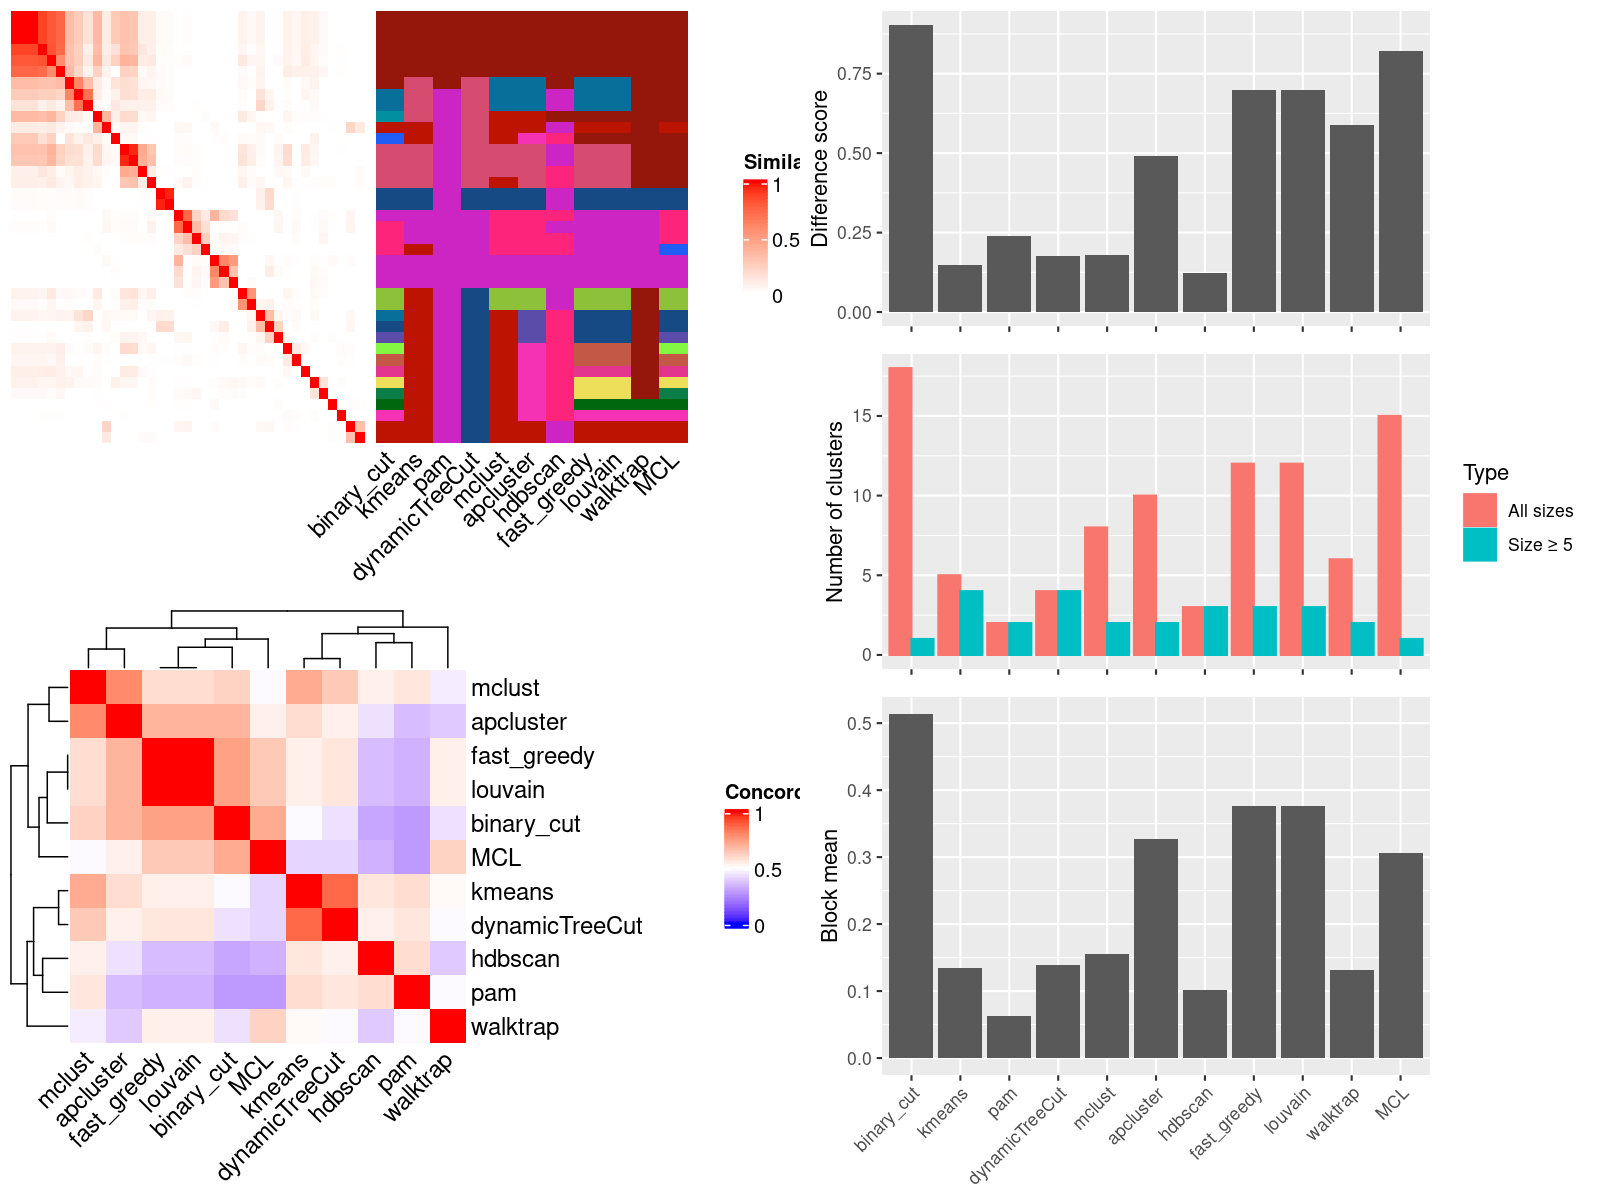 Simila
1
0.5
0
binary_cut
kmeans
pam
dynamicTreeCut
mclust
apcluster
hdbscan
fast_greedy
louvain
walktrap
MCL
mclust
apcluster
fast_greedy
louvain
binary_cut
MCL
kmeans
dynamicTreeCut
hdbscan
pam
walktrap
mclust
apcluster
fast_greedy
louvain
binary_cut
MCL
kmeans
dynamicTreeCut
hdbscan
pam
walktrap
Concord
1
0.5
0
Difference score
0.75
0.50
0.25
0.00
Number of clusters
15
10
5
0
Type
All sizes
Size ≥ 5
Block mean
0.5
0.4
0.3
0.2
0.1
0.0
binary_cut
kmeans
pam
dynamicTreeCut
mclust
apcluster
hdbscan
fast_greedy
louvain
walktrap
MCL